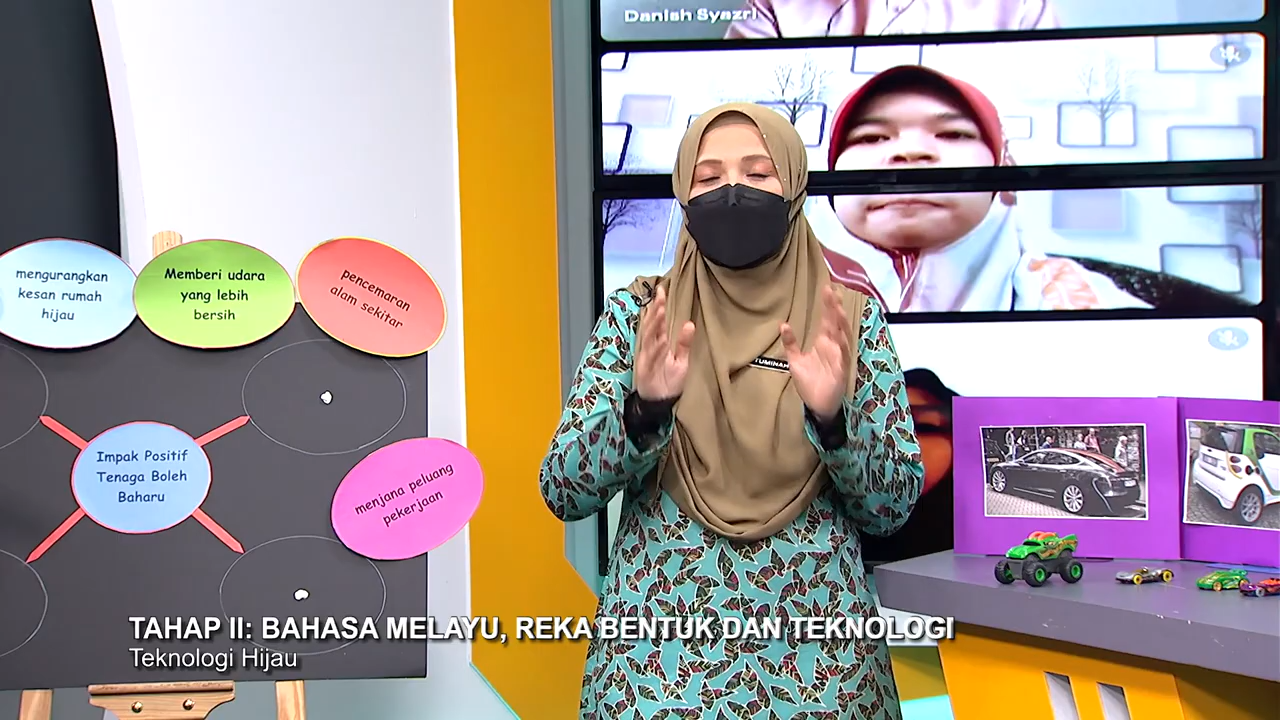 Danish Syazri
mengurangkan
kesan rumah
hijau
Memberi udara
yang lebih
bersih
pencemaran
alam sekitar
Impak Positif
Tenaga Boleh
Baharu
menjana peluang
pekerjaan
TUMINAH
TAHAP II: BAHASA MELAYU, REKA BENTUK DAN TEKNOLOGI
Teknologi Hijau